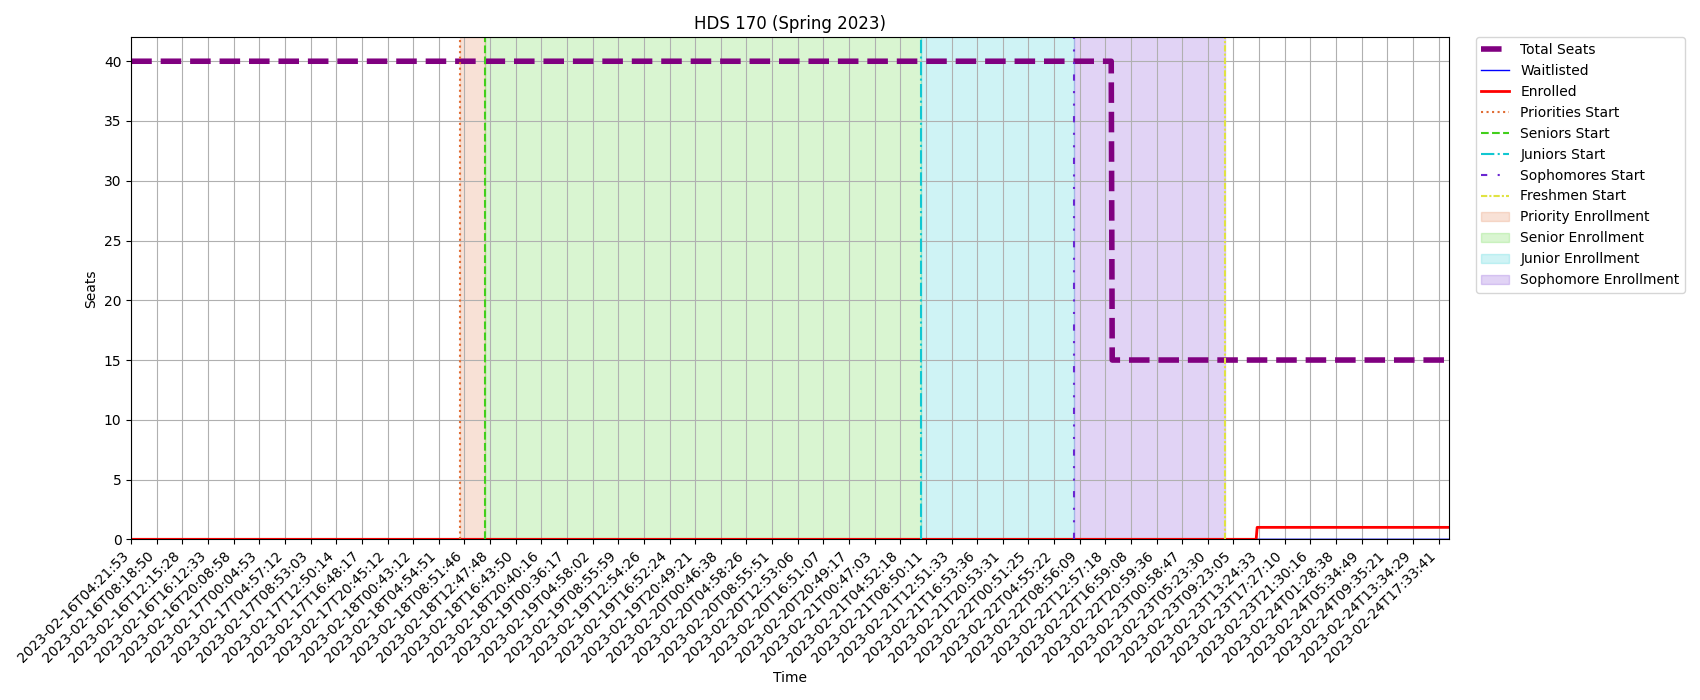 HDS 170 (Spring 2023)
Seats
40
35
30
25
20
15
10
5
0
2023-02-16T04:21:53
2023-02-16T08:18:50
2023-02-16T12:15:28
2023-02-16T16:12:33
2023-02-16T20:08:58
2023-02-17T00:04:53
2023-02-17T04:57:12
2023-02-17T08:53:03
2023-02-17T12:50:14
2023-02-17T16:48:17
2023-02-17T20:45:12
2023-02-18T00:43:12
2023-02-18T04:54:51
2023-02-18T08:51:46
2023-02-18T12:47:48
2023-02-18T16:43:50
2023-02-18T20:40:16
2023-02-19T00:36:17
2023-02-19T04:58:02
2023-02-19T08:55:59
2023-02-19T12:54:26
2023-02-19T16:52:24
2023-02-19T20:49:21
2023-02-20T00:46:38
2023-02-20T04:58:26
2023-02-20T08:55:51
2023-02-20T12:53:06
2023-02-20T16:51:07
2023-02-20T20:49:17
2023-02-21T00:47:03
2023-02-21T04:52:18
2023-02-21T08:50:11
2023-02-21T12:51:33
2023-02-21T16:53:36
2023-02-21T20:53:31
2023-02-22T00:51:25
2023-02-22T04:55:22
2023-02-22T08:56:09
2023-02-22T12:57:18
2023-02-22T16:59:08
2023-02-22T20:59:36
2023-02-23T00:58:47
2023-02-23T05:23:30
2023-02-23T09:23:05
2023-02-23T13:24:33
2023-02-23T17:27:10
2023-02-23T21:30:16
2023-02-24T01:28:38
2023-02-24T05:34:49
2023-02-24T09:35:21
2023-02-24T13:34:29
2023-02-24T17:33:41
Time
Total Seats
Waitlisted
Enrolled
Priorities Start
Seniors Start
Juniors Start
Sophomores Start
Freshmen Start
Priority Enrollment
Senior Enrollment
Junior Enrollment
Sophomore Enrollment